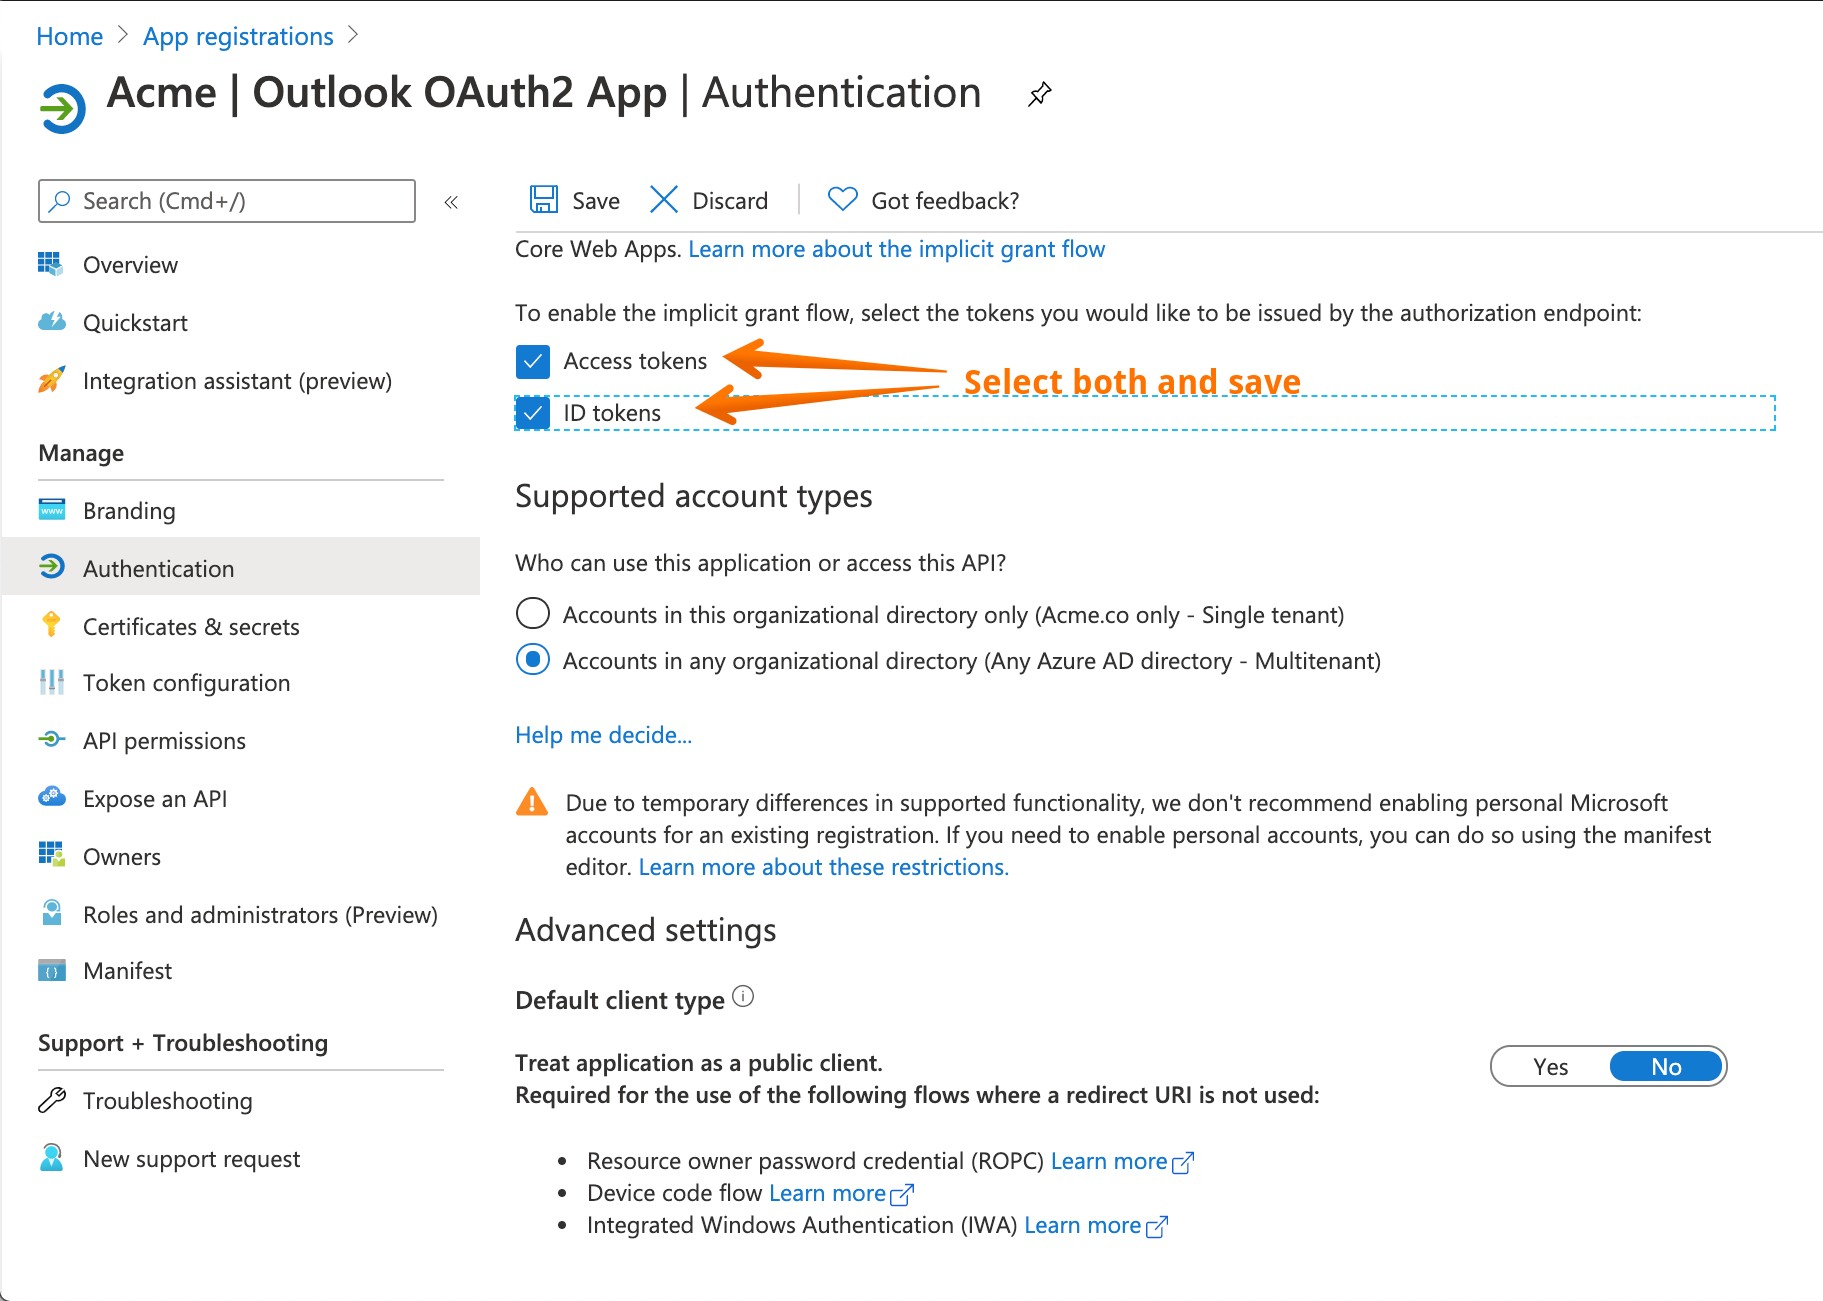 Home > App registrations >
Acme | Outlook OAuth2 App | Authentication
Search (Cmd+/)
«
Overview
Quickstart
Integration assistant (preview)
Manage
Branding
Authentication
Certificates & secrets
Token configuration
API permissions
Expose an API
Owners
Roles and administrators (Preview)
Manifest
Support + Troubleshooting
Troubleshooting
New support request
Save Discard Got feedback?
Core Web Apps. Learn more about the implicit grant flow
To enable the implicit grant flow, select the tokens you would like to be issued by the authorization endpoint:
Access tokens
Select both and save
ID tokens
Supported account types
Who can use this application or access this API?
Accounts in this organizational directory only (Acme.co only - Single tenant)
Accounts in any organizational directory (Any Azure AD directory - Multitenant)
Help me decide...
Due to temporary differences in supported functionality, we don't recommend enabling personal Microsoft
accounts for an existing registration. If you need to enable personal accounts, you can do so using the manifest
editor. Learn more about these restrictions.
Advanced settings
Default client type
Treat application as a public client.
Required for the use of the following flows where a redirect URI is not used:
Yes No
• Resource owner password credential (ROPC) Learn more
• Device code flow Learn more
• Integrated Windows Authentication (IWA) Learn more